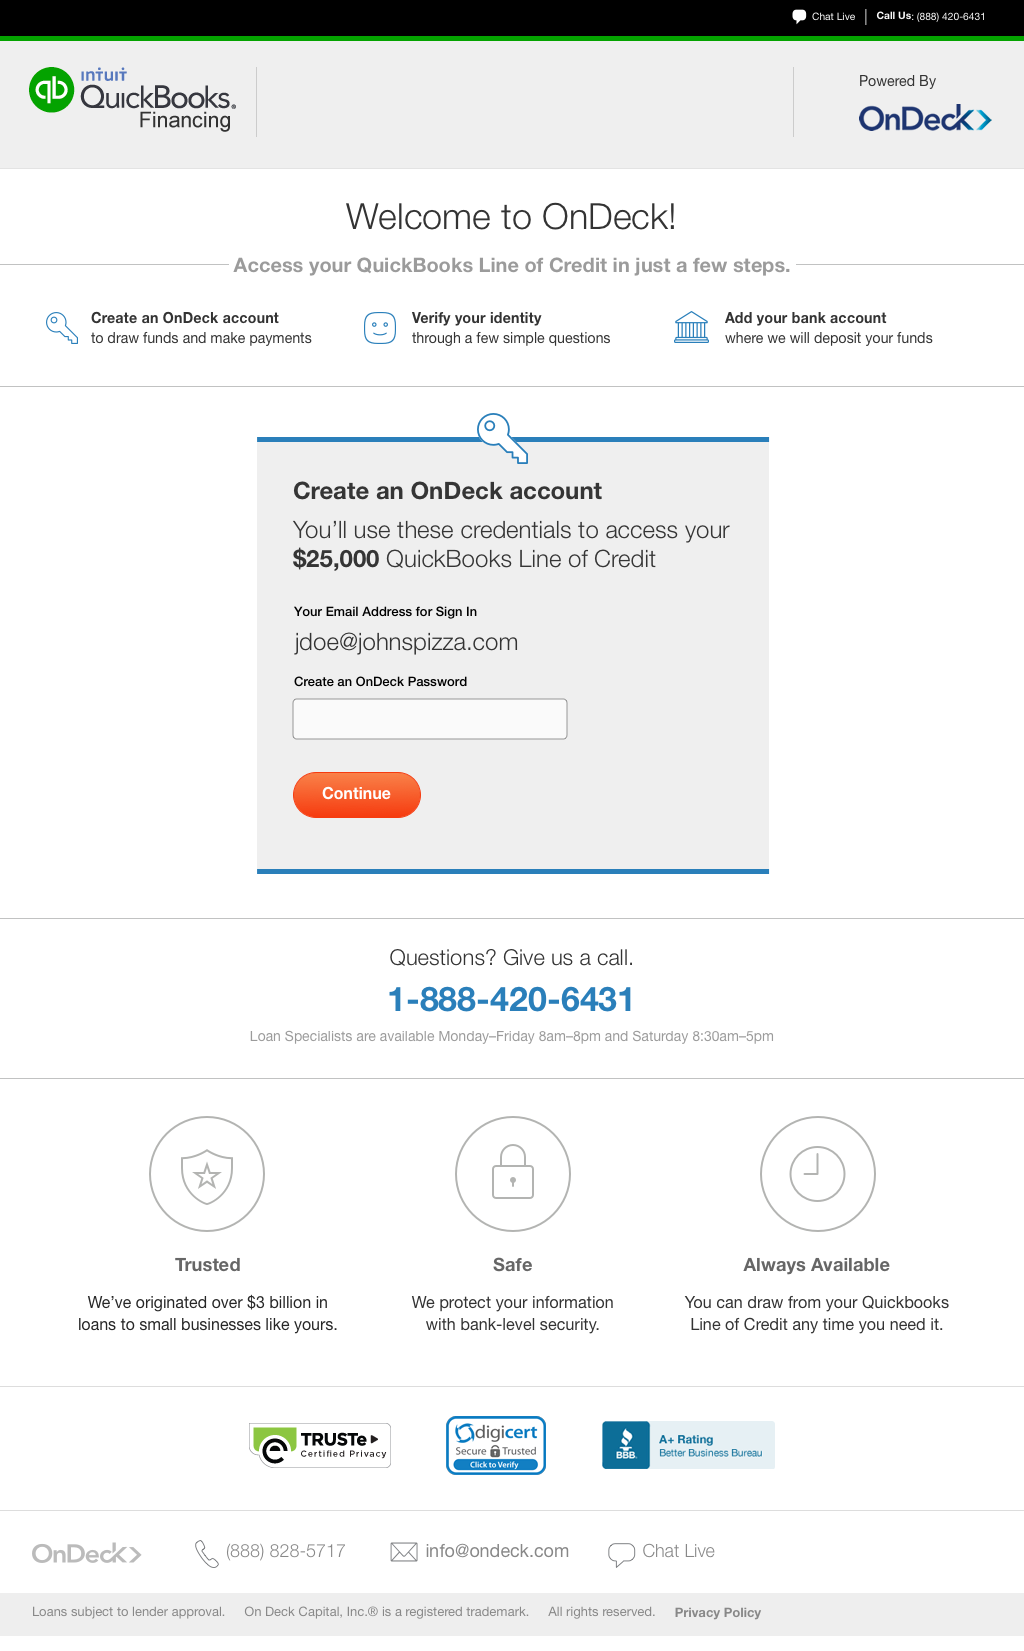 Chat Live
Call Us: (888) 420-6431
intuit
qb QuickBooks.
Financing
Powered By
OnDeck
Welcome to OnDeck!
Access your QuickBooks Line of Credit in just a few steps.
Create an OnDeck account
to draw funds and make payments
Verify your identity
through a few simple questions
Add your bank account
where we will deposit your funds
Create an OnDeck account
You’ll use these credentials to access your
$25,000 QuickBooks Line of Credit
Your Email Address for Sign In
jdoe@johnspizza.com
Create an OnDeck Password
Continue
Questions? Give us a call.
1-888-420-6431
Loan Specialists are available Monday–Friday 8am–8pm and Saturday 8:30am–5pm
Trusted
We’ve originated over $3 billion in
loans to small businesses like yours.
Safe
We protect your information
with bank-level security.
Always Available
You can draw from your Quickbooks
Line of Credit any time you need it.
TRUSTe
Certified Privacy
digicert
Secure Trusted
Click to Verify
BBB.
A+ Rating
Better Business Bureau
OnDeck
(888) 828-5717
info@ondeck.com
Chat Live
Loans subject to lender approval. On Deck Capital, Inc.® is a registered trademark. All rights reserved. Privacy Policy